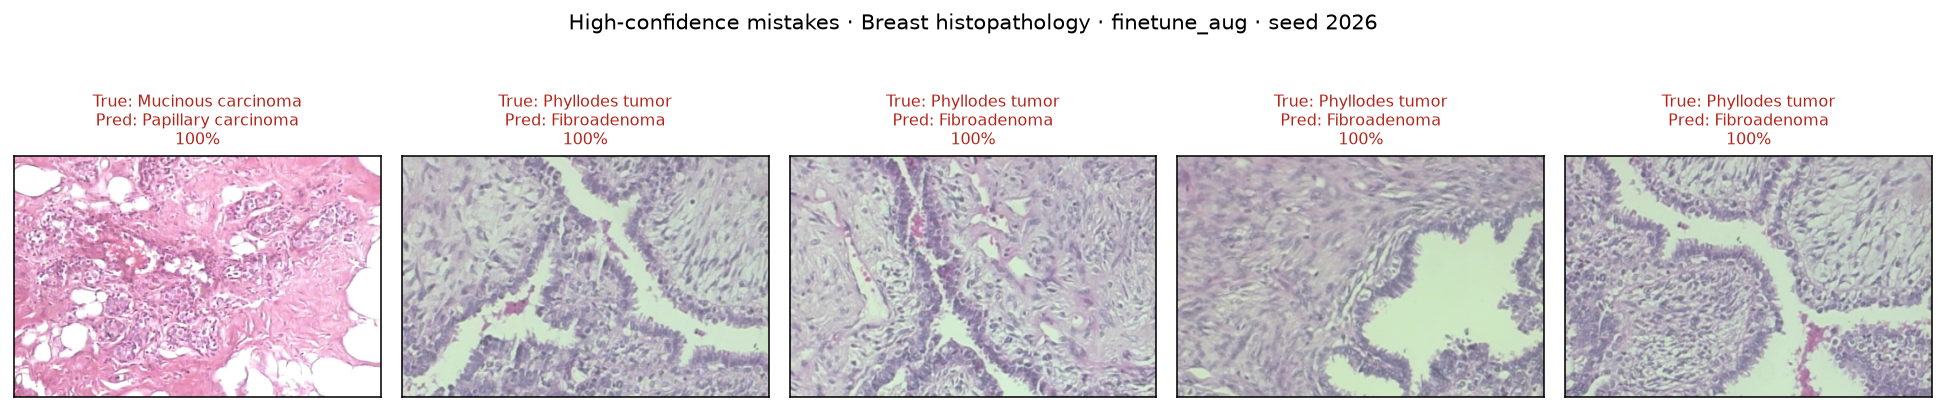 High-confidence mistakes · Breast histopathology · finetune_aug · seed 2026
True: Mucinous carcinoma
Pred: Papillary carcinoma
100%
True: Phyllodes tumor
Pred: Fibroadenoma
100%
True: Phyllodes tumor
Pred: Fibroadenoma
100%
True: Phyllodes tumor
Pred: Fibroadenoma
100%
True: Phyllodes tumor
Pred: Fibroadenoma
100%